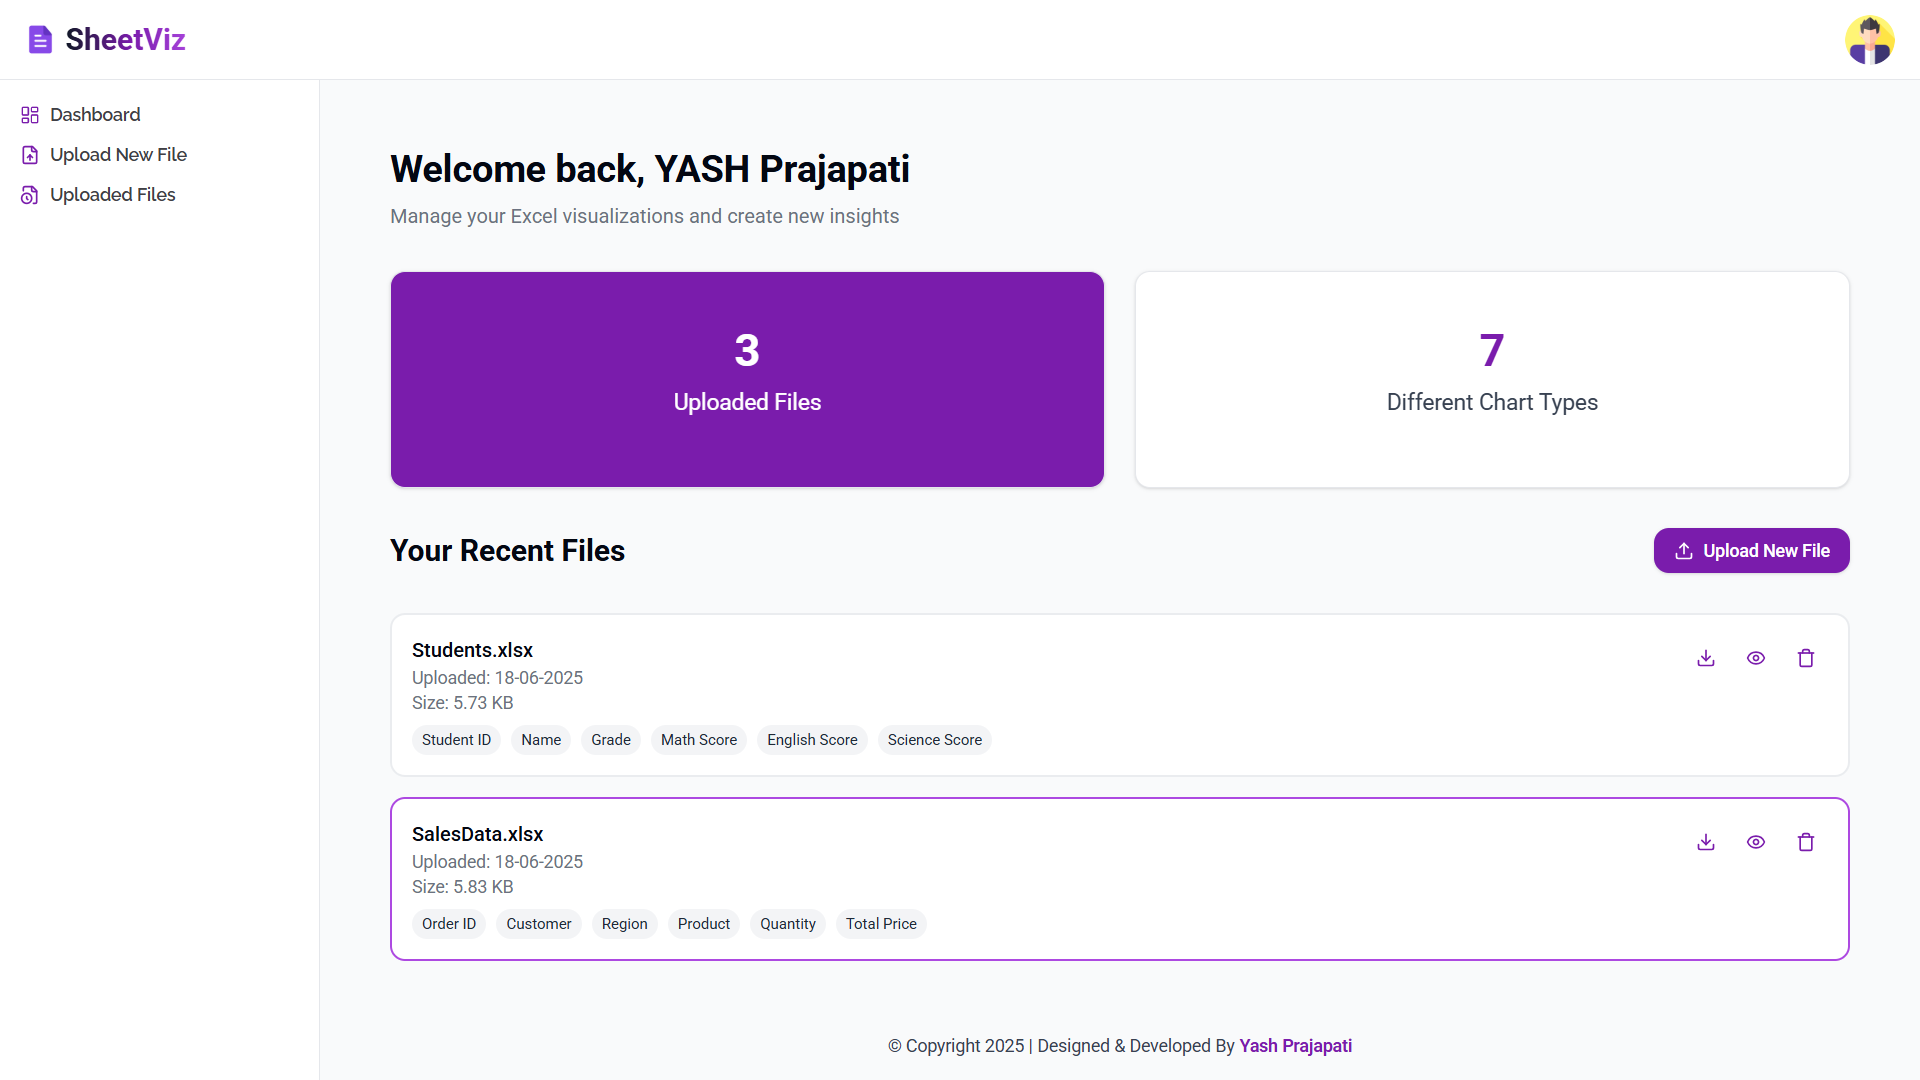 SheetViz
Dashboard
Upload New File
Uploaded Files
Welcome back, YASH Prajapati
Manage your Excel visualizations and create new insights
3
Uploaded Files
7
Different Chart Types
Your Recent Files
Upload New File
Students.xlsx
Uploaded: 18-06-2025
Size: 5.73 KB
Student ID Name Grade Math Score English Score Science Score
SalesData.xlsx
Uploaded: 18-06-2025
Size: 5.83 KB
Order ID Customer Region Product Quantity Total Price
© Copyright 2025 | Designed & Developed By Yash Prajapati